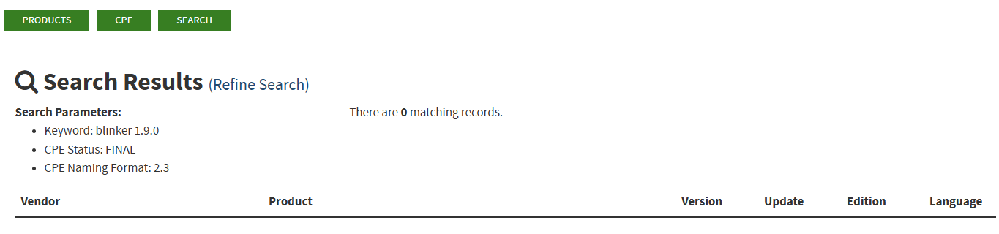 PRODUCTS CPE SEARCH
Search Results (Refine Search)
Search Parameters:
There are 0 matching records.
Keyword: blinker 1.9.0
CPE Status: FINAL
CPE Naming Format: 2.3
Vendor Product Version Update Edition Language